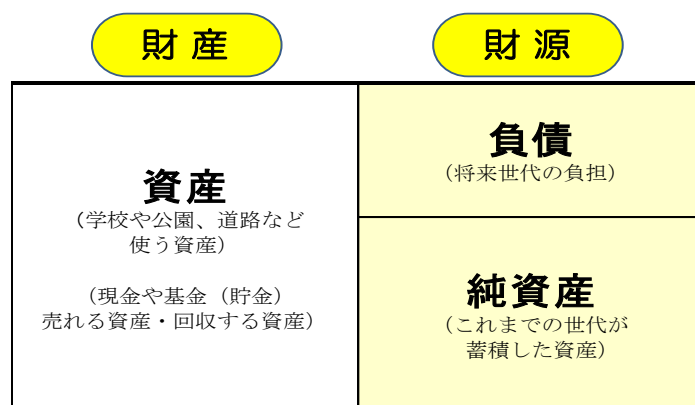 財産
財源
資産
（学校や公園、道路など
使う資産）
（現金や基金（貯金）
売れる資産・回収する資産）
負債
（将来世代の負担）
純資産
（これまでの世代が
蓄積した資産）